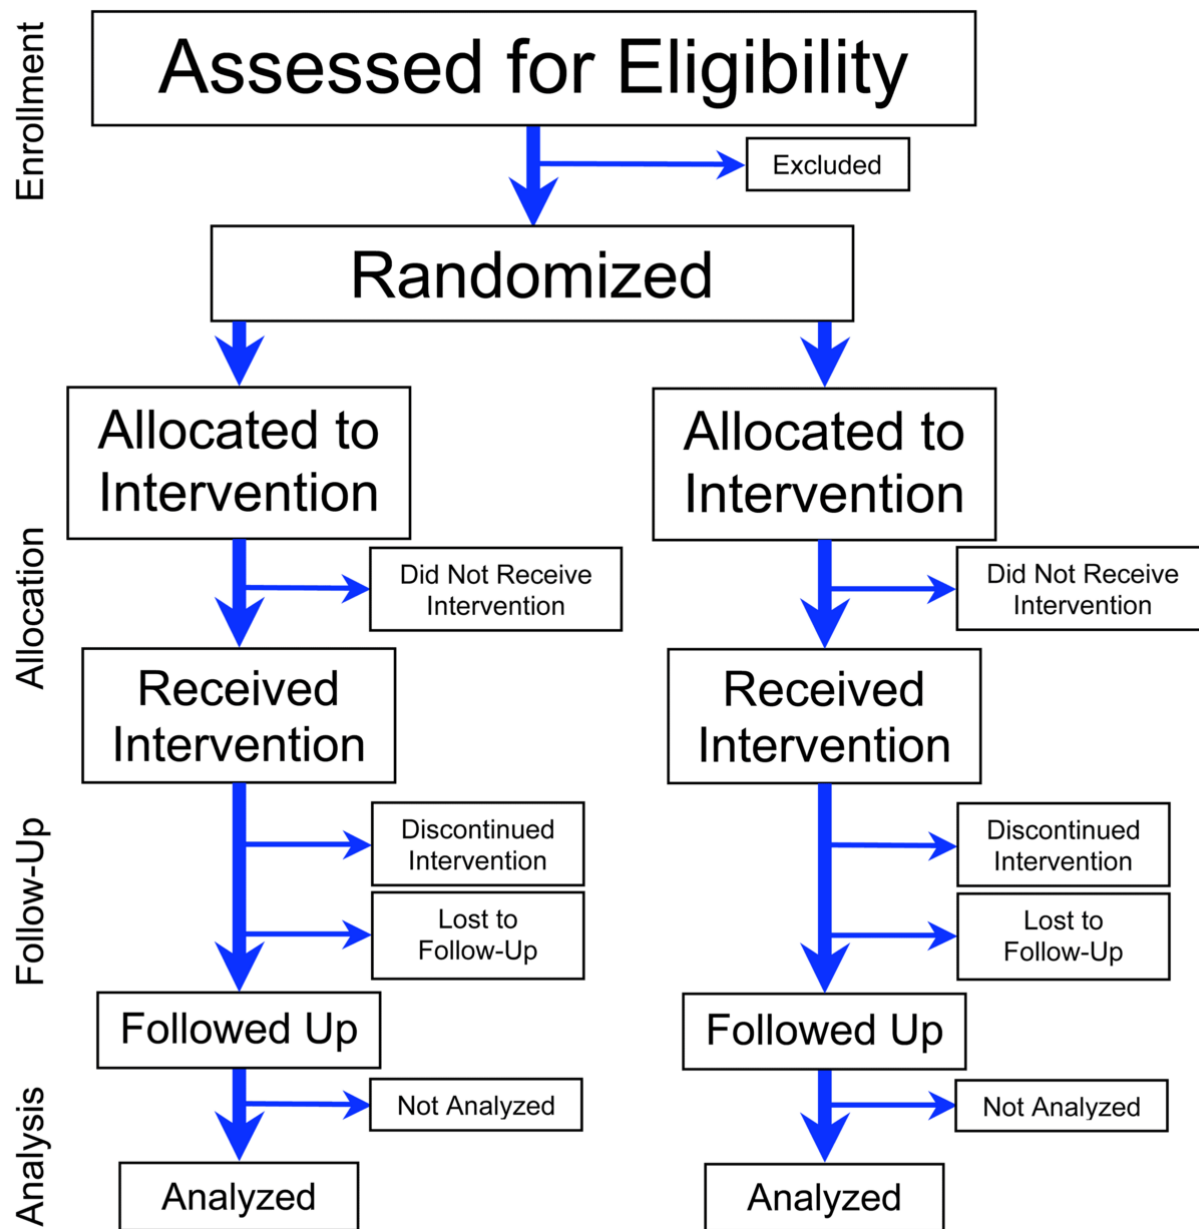 Enrollment
Assessed for Eligibility
Excluded
Randomized
Allocation
Allocated to
Intervention
Allocated to
Intervention
Did Not Receive
Intervention
Did Not Receive
Intervention
Received
Intervention
Received
Intervention
Follow-Up
Discontinued
Intervention
Discontinued
Intervention
Lost to
Follow-Up
Lost to
Follow-Up
Followed Up
Followed Up
Analysis
Not Analyzed
Not Analyzed
Analyzed
Analyzed